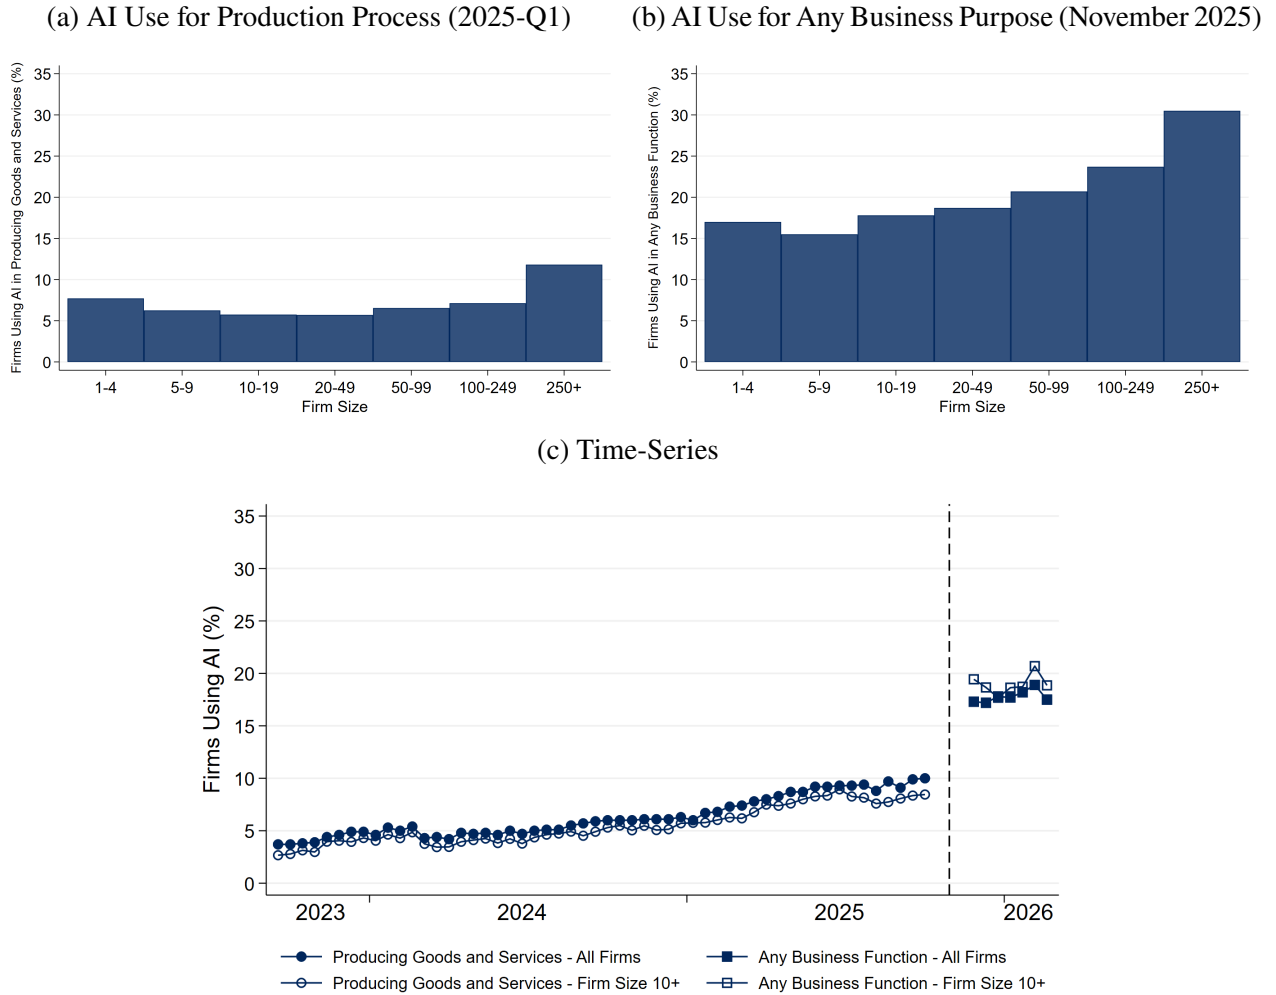 (a) AI Use for Production Process (2025-Q1)
(b) AI Use for Any Business Purpose (November 2025)
Firms Using AI in Producing Goods and Services (%)
35
30
25
20
15
10
5
0
1-4 5-9 10-19 20-49 50-99 100-249 250+
Firm Size
Firms Using AI in Any Business Function (%)
35
30
25
20
15
10
5
0
1-4 5-9 10-19 20-49 50-99 100-249 250+
Firm Size
(c) Time-Series
Firms Using AI (%)
35
30
25
20
15
10
5
0
2023 2024 2025 2026
Producing Goods and Services - All Firms
Any Business Function - All Firms
Producing Goods and Services - Firm Size 10+
Any Business Function - Firm Size 10+